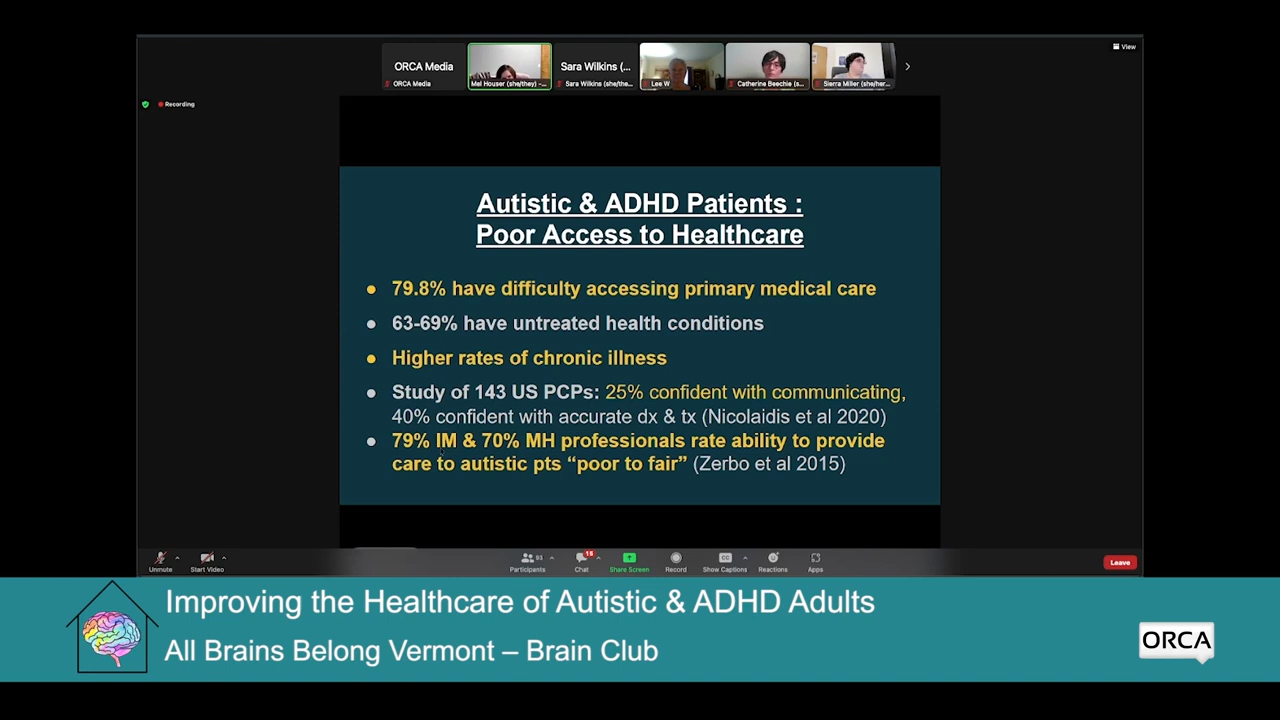 View
ORCA Media
Sara Wilkins (...
ORCA Media
Mel Houser (she/they) -...
Sara Wilkins (she/the...
Lee W
Catherine Beechie (s...
Sierra Miller (she/her...
Recording
Autistic & ADHD Patients :
Poor Access to Healthcare
79.8% have difficulty accessing primary medical care
63-69% have untreated health conditions
Higher rates of chronic illness
Study of 143 US PCPs: 25% confident with communicating,
40% confident with accurate dx & tx (Nicolaidis et al 2020)
79% IM & 70% MH professionals rate ability to provide
care to autistic pts “poor to fair” (Zerbo et al 2015)
93
15
CC
Unmute
Start Video
Participants
Chat
Share Screen
Record
Show Captions
Reactions
Apps
Leave
Improving the Healthcare of Autistic & ADHD Adults
All Brains Belong Vermont – Brain Club
ORCA